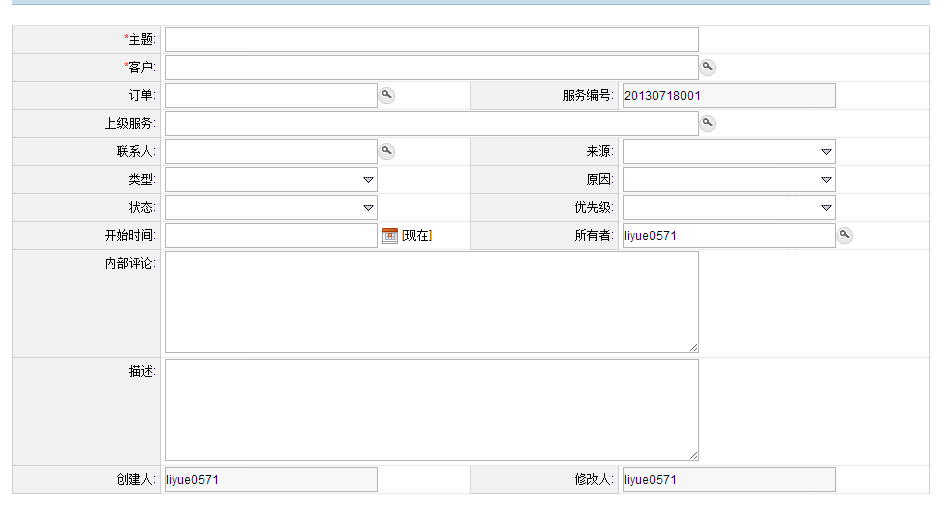 *主题:
*客户:
订单: 服务编号: 20130718001
上级服务:
联系人: 来源:
类型: 原因:
状态: 优先级:
开始时间: [现在] 所有者: liyue0571
内部评论:
描述:
创建人: liyue0571 修改人: liyue0571